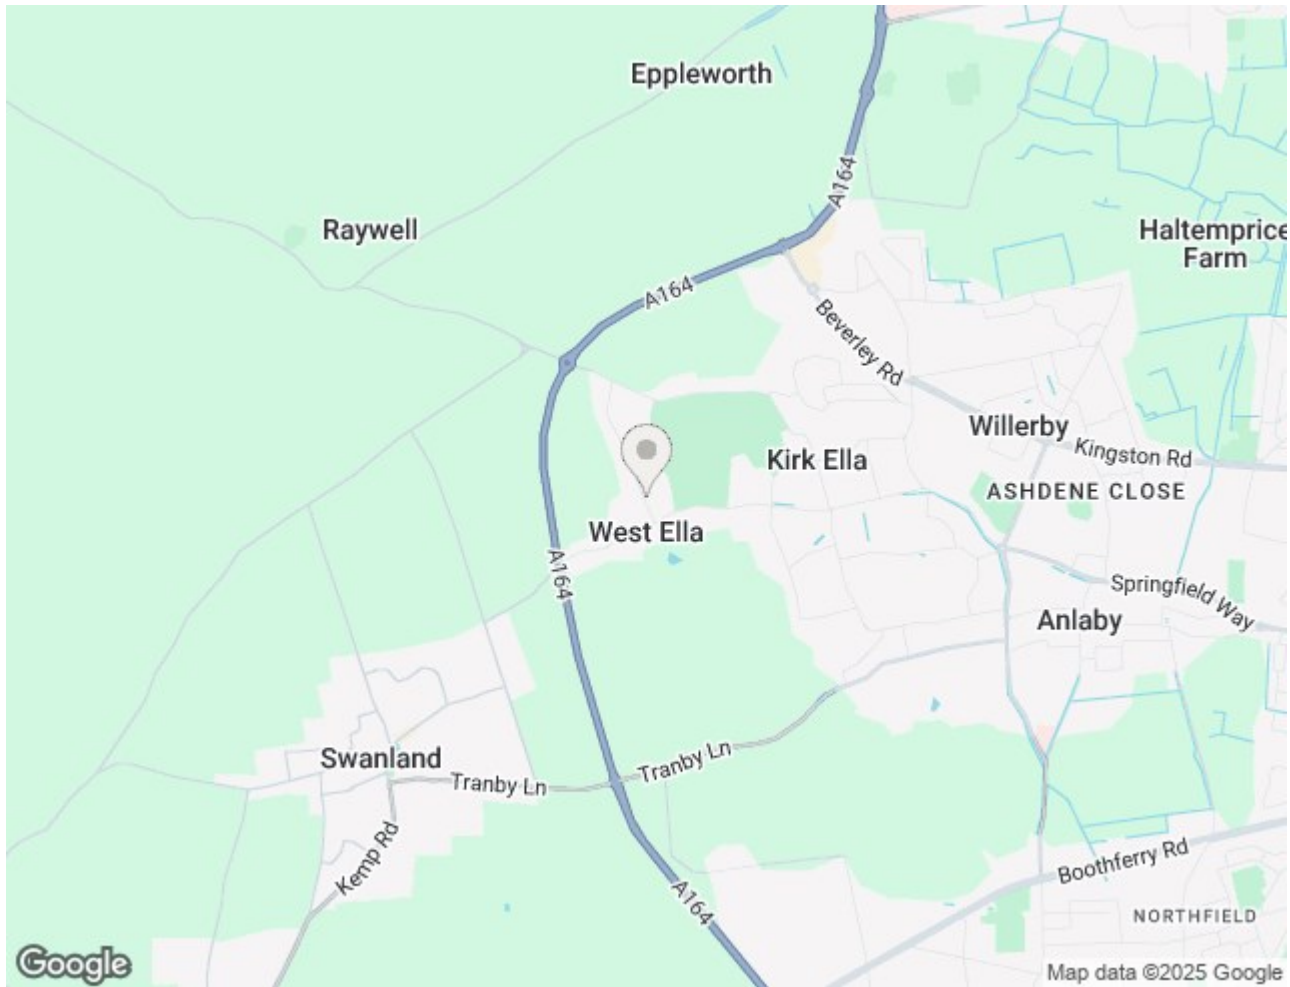 Eppleworth
A164
Raywell
Haltemprice
Farm
A164
Beverley Rd
Willerby
Kingston Rd
Kirk Ella
ASHDENE CLOSE
West Ella
A164
Springfield Way
Anlaby
Swanland
Tranby Ln
Tranby Ln
Kemp Rd
Boothferry Rd
A164
NORTHFIELD
Google
Map data ©2025 Google